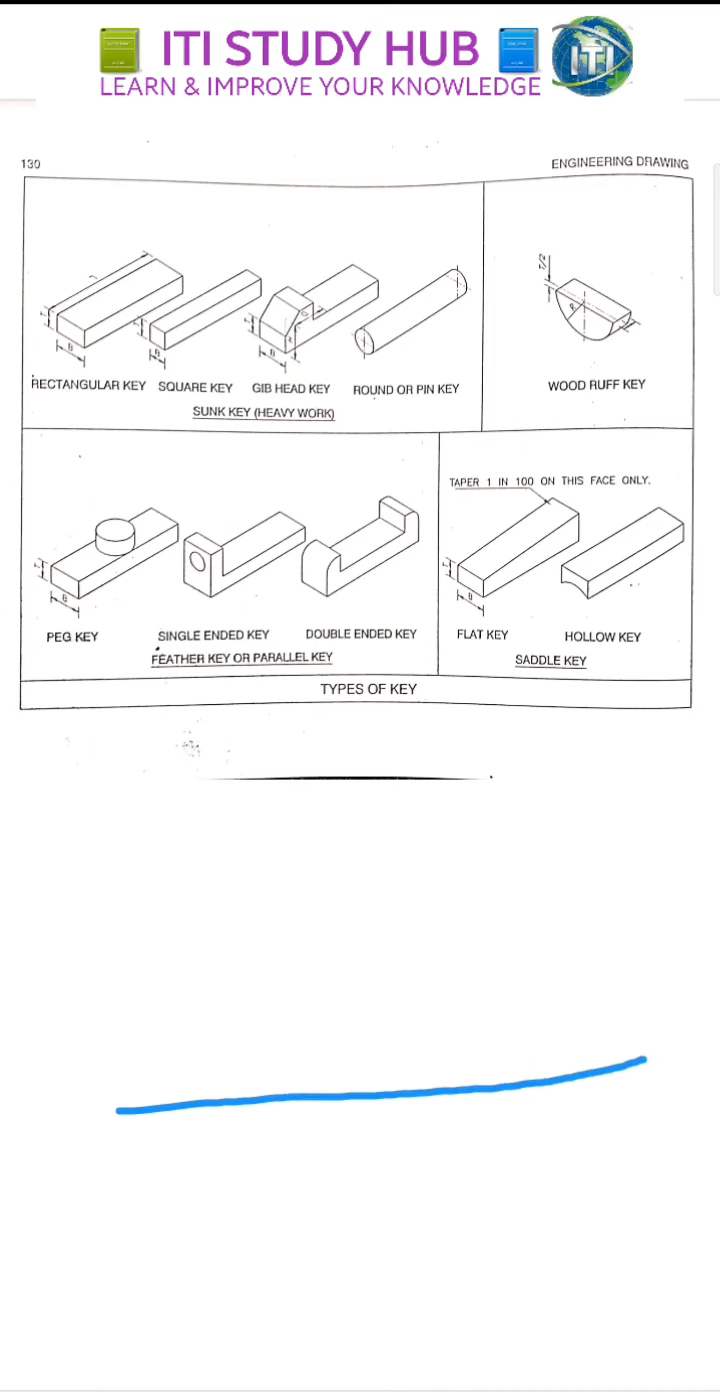 ITI STUDY HUB
ITI
LEARN & IMPROVE YOUR KNOWLEDGE
130
ENGINEERING DRAWING
L
T
B
T
B
T
B
T/2
R
RECTANGULAR KEY
SQUARE KEY
GIB HEAD KEY
ROUND OR PIN KEY
SUNK KEY (HEAVY WORK)
WOOD RUFF KEY
TAPER 1 IN 100 ON THIS FACE ONLY.
T
B
T
B
PEG KEY
SINGLE ENDED KEY
DOUBLE ENDED KEY
FEATHER KEY OR PARALLEL KEY
FLAT KEY
HOLLOW KEY
SADDLE KEY
TYPES OF KEY